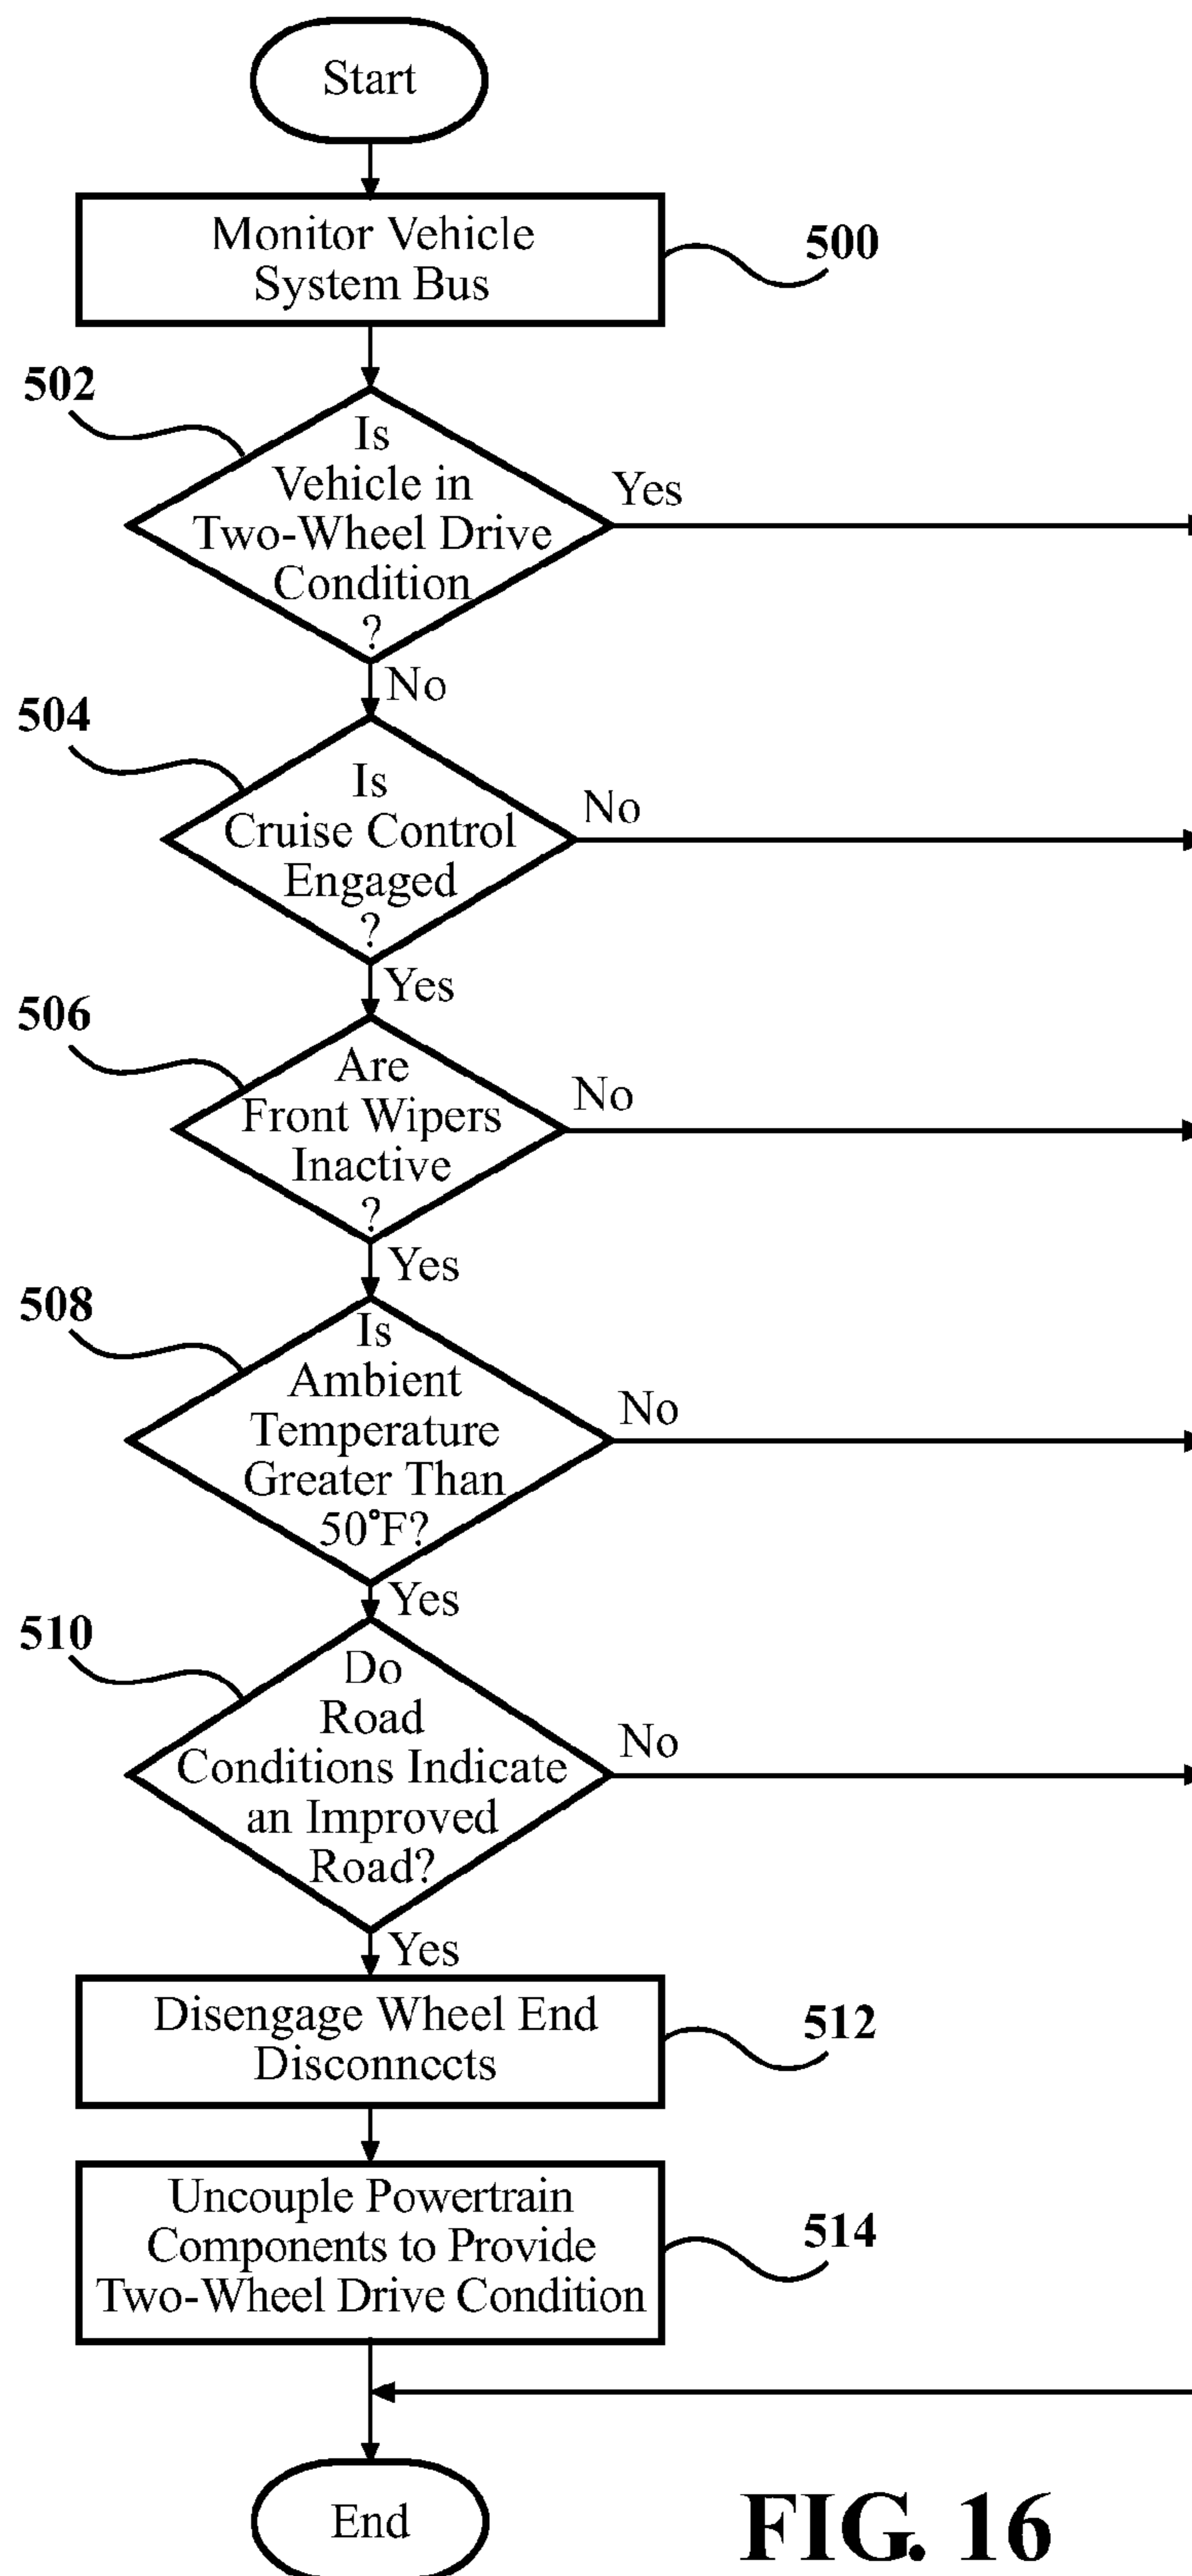 Start
Monitor Vehicle
System Bus
500
502
Is
Vehicle in
Two-Wheel Drive
Condition
?
Yes
No
504
Is
Cruise Control
Engaged
?
No
Yes
506
Are
Front Wipers
Inactive
?
No
Yes
508
Is
Ambient
Temperature
Greater Than
50°F?
No
Yes
510
Do
Road
Conditions Indicate
an Improved
Road?
No
Yes
Disengage Wheel End
Disconnects
512
Uncouple Powertrain
Components to Provide
Two-Wheel Drive Condition
514
End
FIG. 16